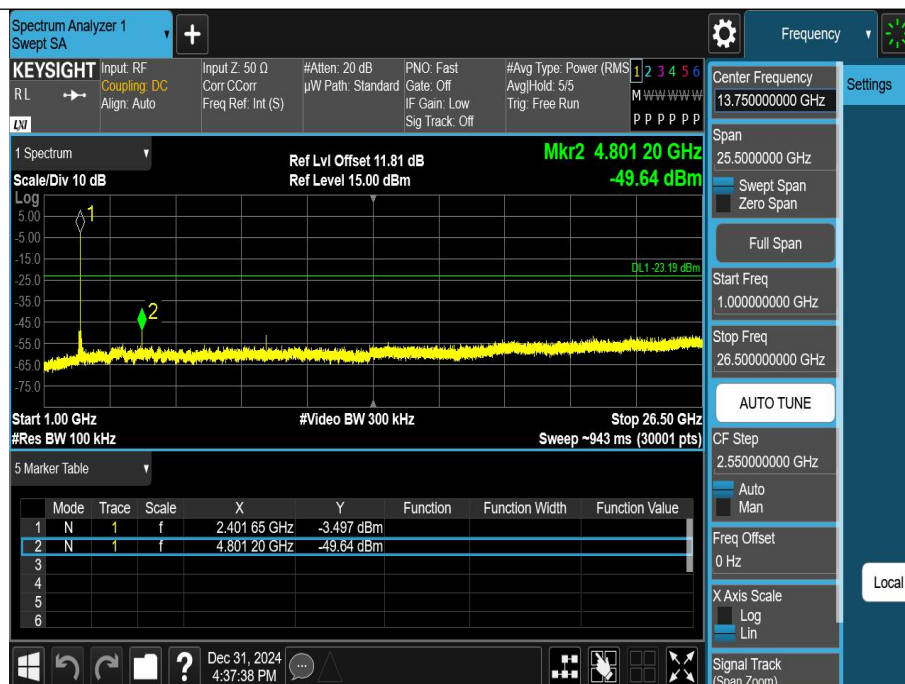 Spectrum Analyzer 1
Swept SA
+
Frequency
KEYSIGHT
RL
LXI
Input: RF
Coupling: DC
Align: Auto
Input Z: 50 Ω
Corr CCorr
Freq Ref: Int (S)
#Atten: 20 dB
µW Path: Standard
PNO: Fast
Gate: Off
IF Gain: Low
Sig Track: Off
#Avg Type: Power (RMS
Avg|Hold: 5/5
Trig: Free Run
1 2 3 4 5 6
M W W W W W
P P P P P P
1 Spectrum
Scale/Div 10 dB
Ref Lvl Offset 11.81 dB
Ref Level 15.00 dBm
Mkr2 4.801 20 GHz
-49.64 dBm
Log
5.00
-5.00
-15.0
-25.0
-35.0
-45.0
-55.0
-65.0
-75.0
1
2
DL1 -23.19 dBm
Start 1.00 GHz
#Video BW 300 kHz
Stop 26.50 GHz
#Res BW 100 kHz
Sweep ~943 ms (30001 pts)
5 Marker Table
Mode Trace Scale X Y Function Function Width Function Value
1 N 1 f 2.401 65 GHz -3.497 dBm
2 N 1 f 4.801 20 GHz -49.64 dBm
3
4
5
6
?
Dec 31, 2024
4:37:38 PM
Center Frequency
13.750000000 GHz
Settings
Span
25.5000000 GHz
Swept Span
Zero Span
Full Span
Start Freq
1.000000000 GHz
Stop Freq
26.500000000 GHz
AUTO TUNE
CF Step
2.550000000 GHz
Auto
Man
Freq Offset
0 Hz
Local
X Axis Scale
Log
Lin
Signal Track
(Span Zoom)